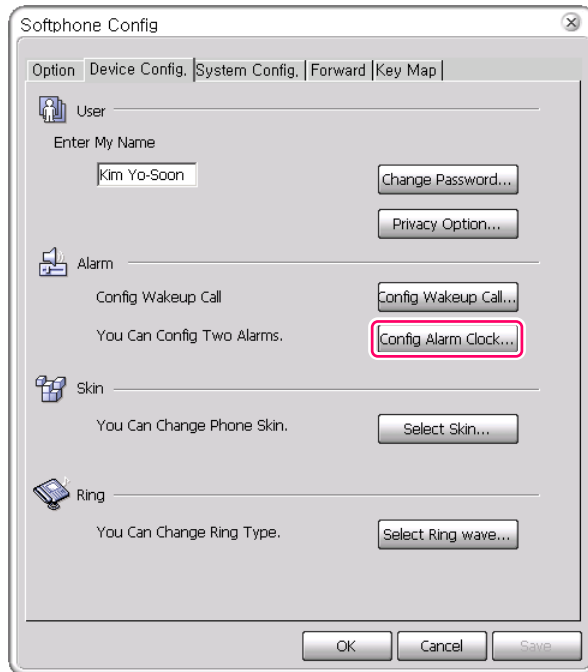 Softphone Config
Option Device Config, System Config, Forward Key Map
User
Enter My Name
Kim Yo-Soon
Change Password...
Privacy Option...
Alarm
Config Wakeup Call
Config Wakeup Call...
You Can Config Two Alarms.
Config Alarm Clock...
Skin
You Can Change Phone Skin.
Select Skin...
Ring
You Can Change Ring Type.
Select Ring wave...
OK Cancel Save